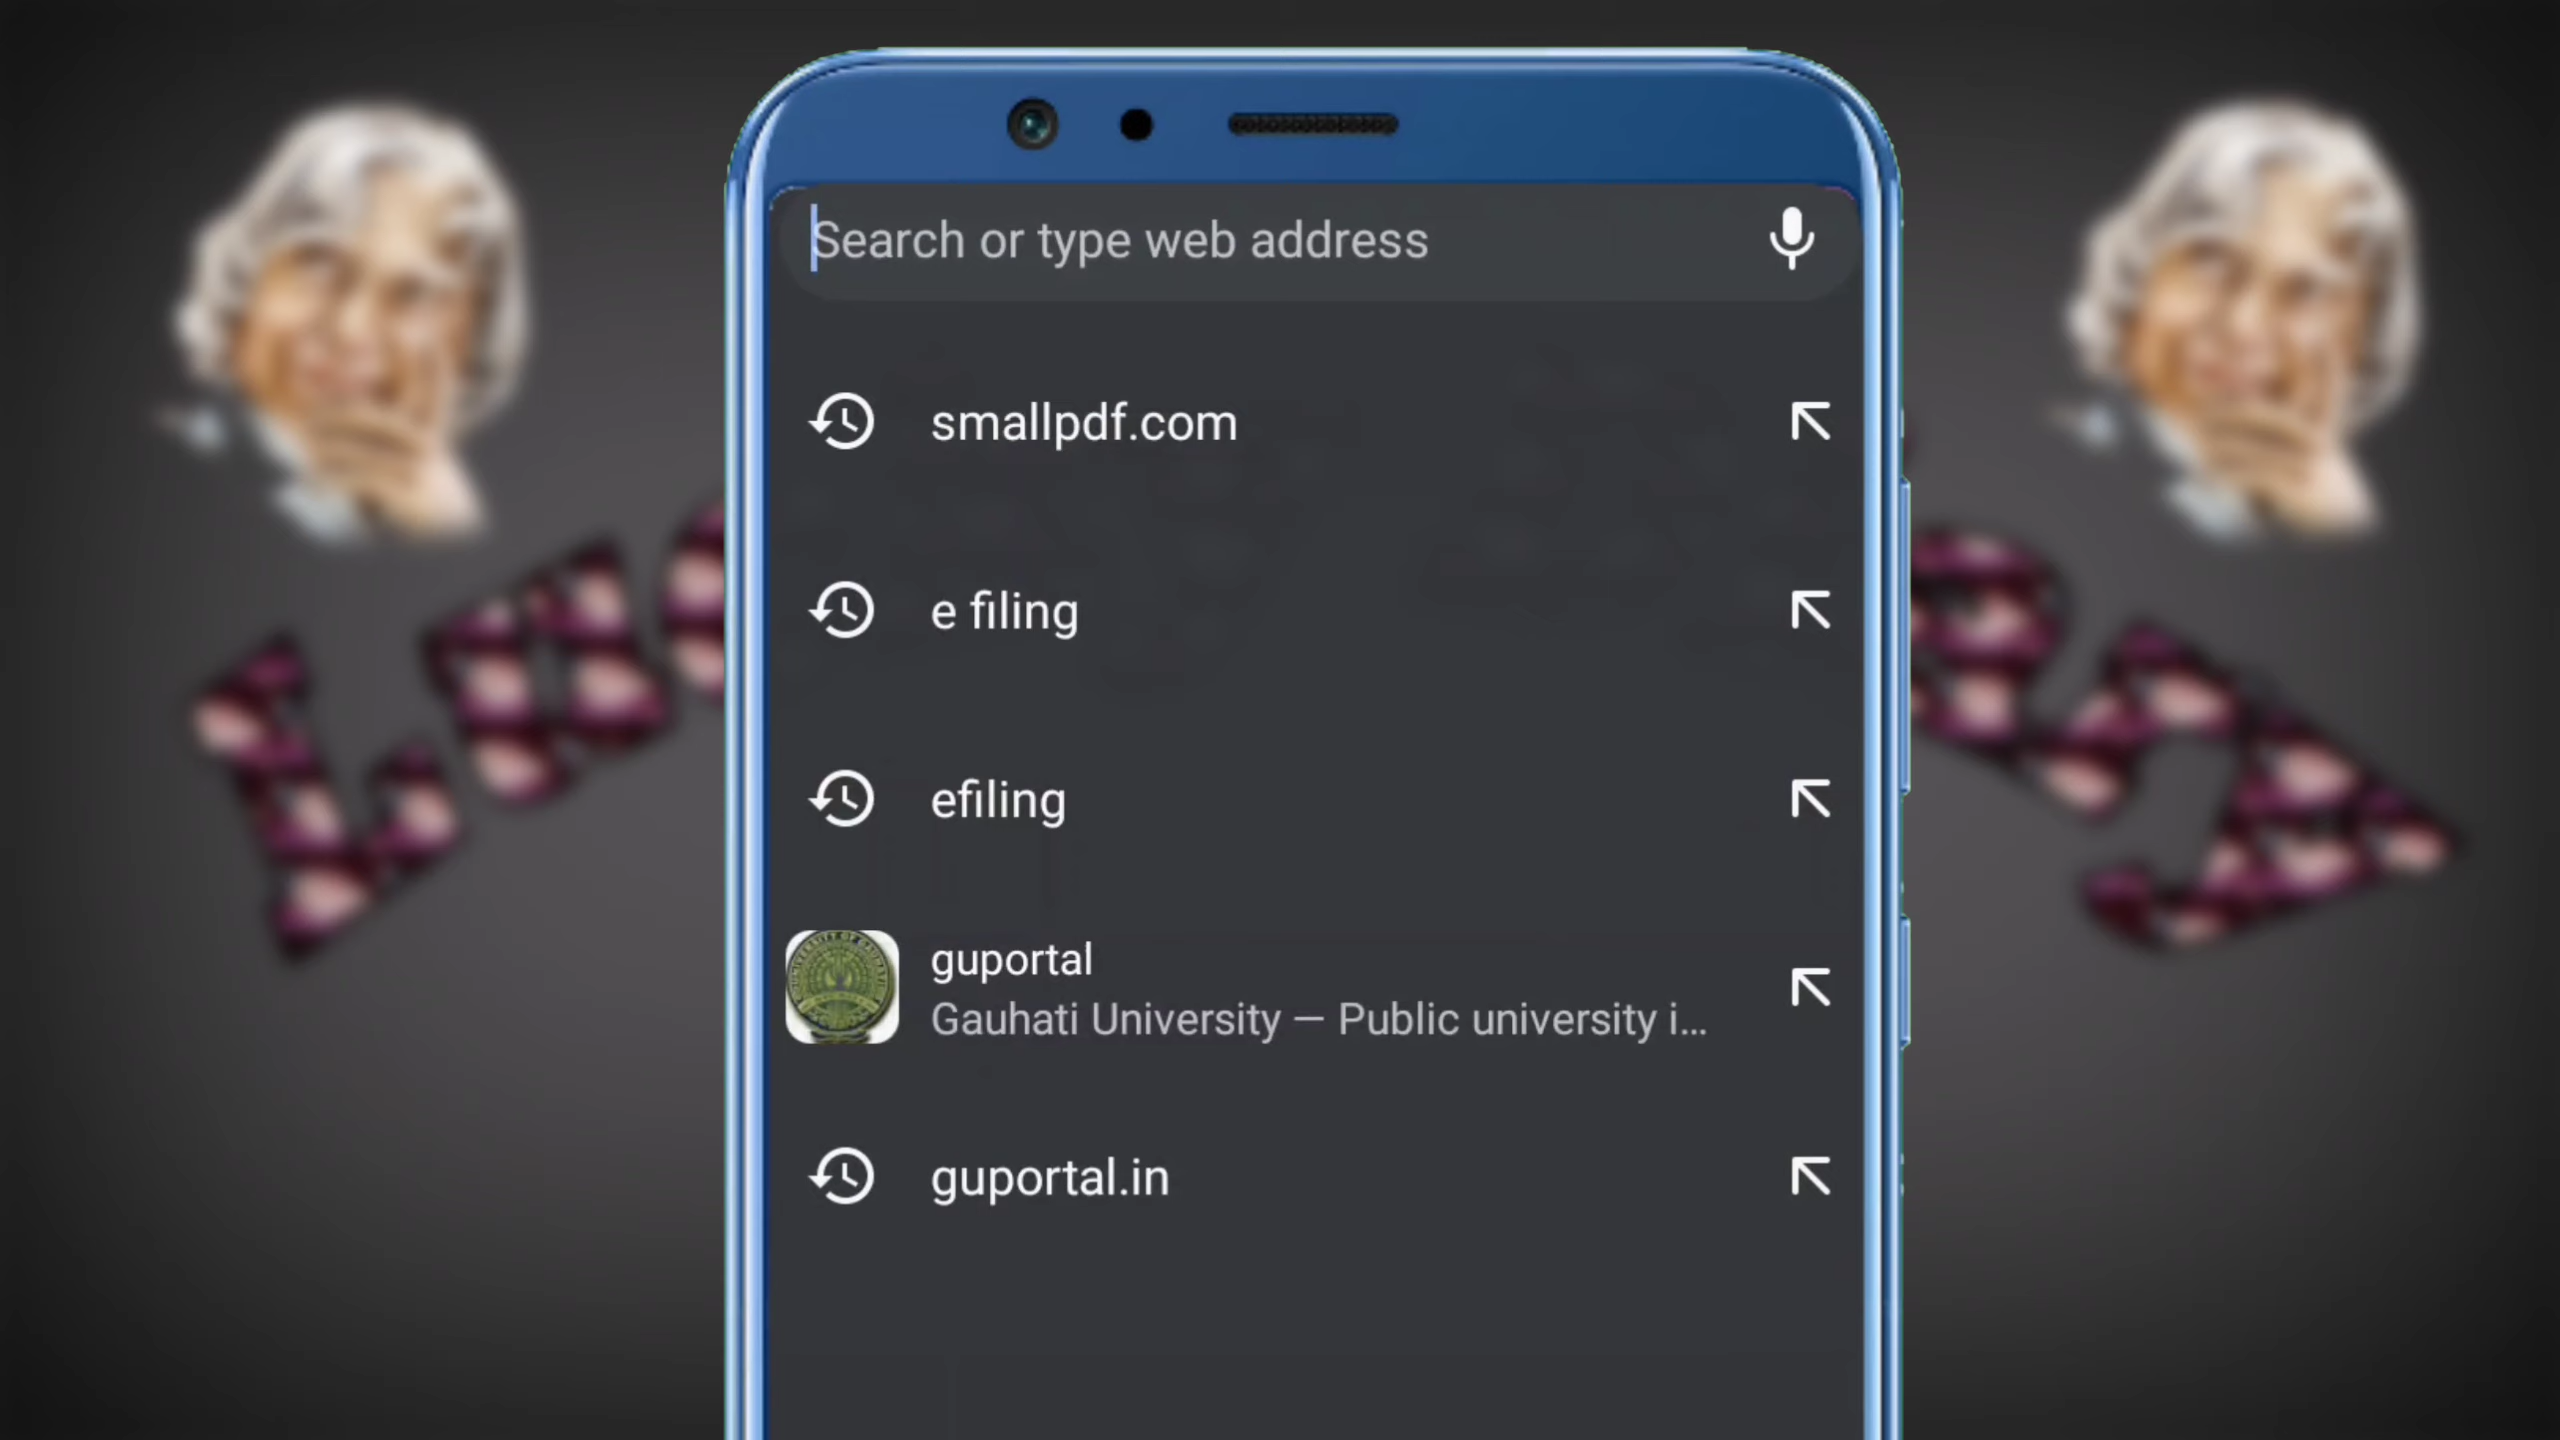 Search or type web address
smallpdf.com
e filing
efiling
guportal
Gauhati University — Public university i...
guportal.in